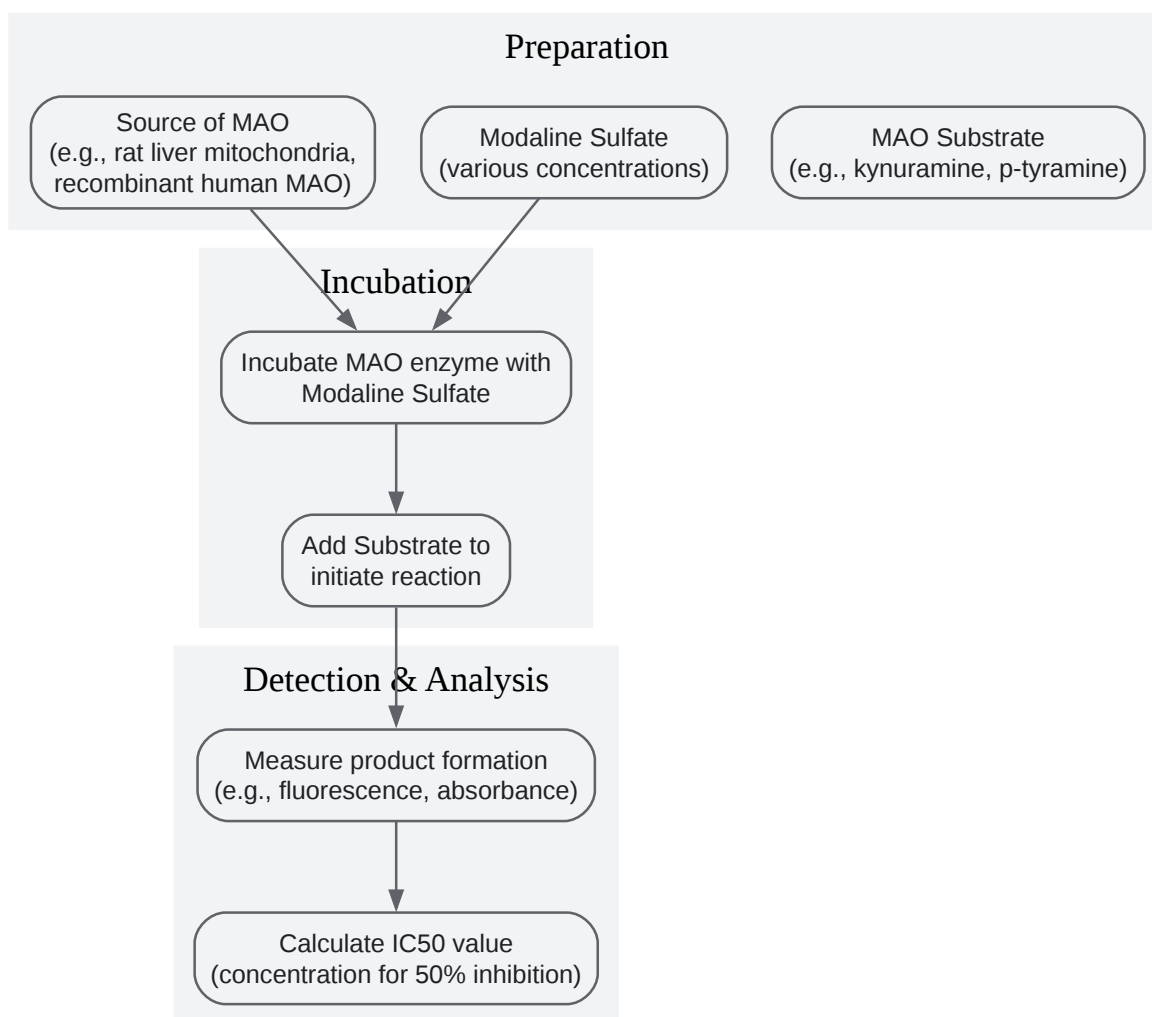 Preparation
Source of MAO
(e.g., rat liver mitochondria,
recombinant human MAO)
Modaline Sulfate
(various concentrations)
MAO Substrate
(e.g., kynuramine, p-tyramine)
Incubation
Incubate MAO enzyme with
Modaline Sulfate
Add Substrate to
initiate reaction
Detection & Analysis
Measure product formation
(e.g., fluorescence, absorbance)
Calculate IC50 value
(concentration for 50% inhibition)